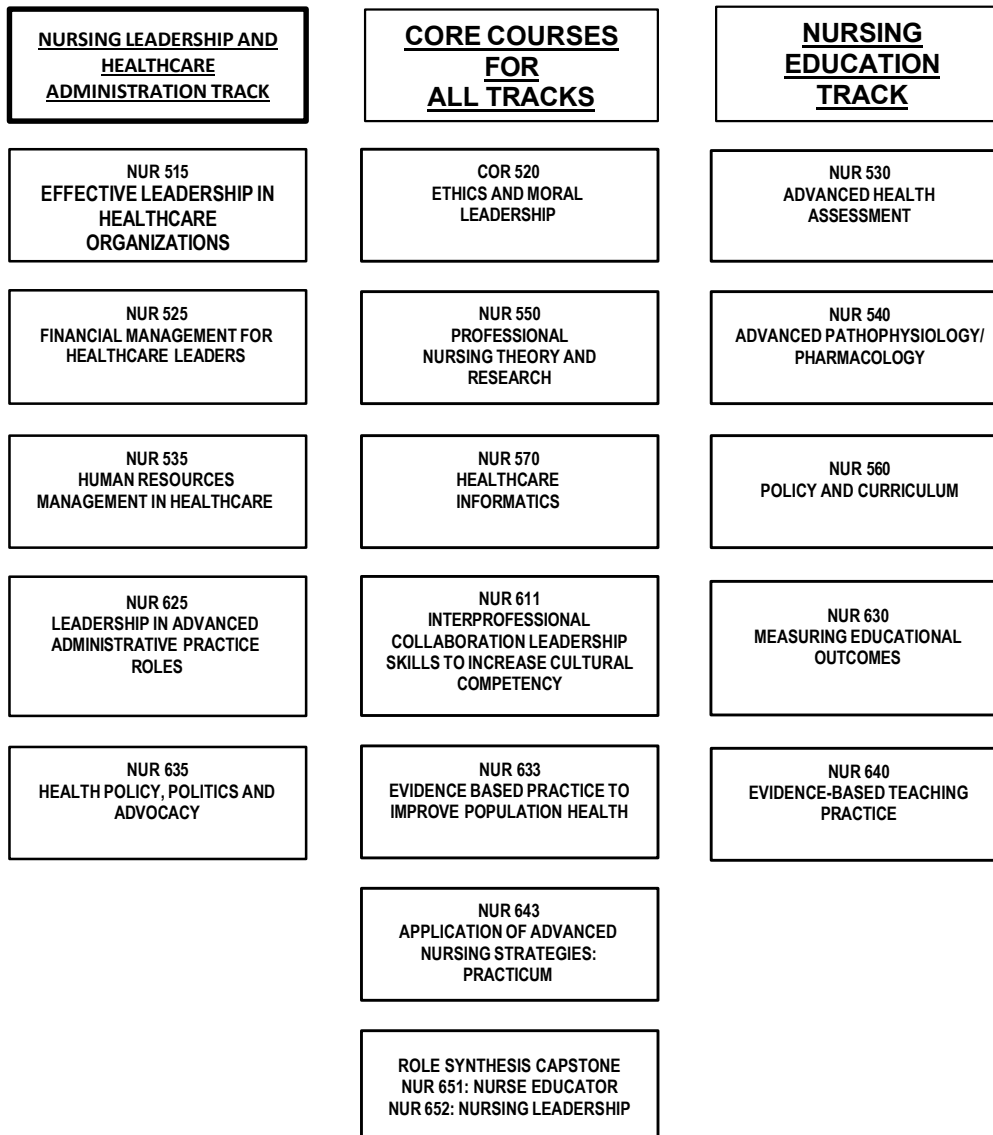 NURSING LEADERSHIP AND
HEALTHCARE
ADMINISTRATION TRACK
NUR 515
EFFECTIVE LEADERSHIP IN
HEALTHCARE
ORGANIZATIONS
NUR 525
FINANCIAL MANAGEMENT FOR
HEALTHCARE LEADERS
NUR 535
HUMAN RESOURCES
MANAGEMENT IN HEALTHCARE
NUR 625
LEADERSHIP IN ADVANCED
ADMINISTRATIVE PRACTICE
ROLES
NUR 635
HEALTH POLICY, POLITICS AND
ADVOCACY
CORE COURSES
FOR
ALL TRACKS
COR 520
ETHICS AND MORAL
LEADERSHIP
NUR 550
PROFESSIONAL
NURSING THEORY AND
RESEARCH
NUR 570
HEALTHCARE
INFORMATICS
NUR 611
INTERPROFESSIONAL
COLLABORATION LEADERSHIP
SKILLS TO INCREASE CULTURAL
COMPETENCY
NUR 633
EVIDENCE BASED PRACTICE TO
IMPROVE POPULATION HEALTH
NUR 643
APPLICATION OF ADVANCED
NURSING STRATEGIES:
PRACTICUM
ROLE SYNTHESIS CAPSTONE
NUR 651: NURSE EDUCATOR
NUR 652: NURSING LEADERSHIP
NURSING
EDUCATION
TRACK
NUR 530
ADVANCED HEALTH
ASSESSMENT
NUR 540
ADVANCED PATHOPHYSIOLOGY/
PHARMACOLOGY
NUR 560
POLICY AND CURRICULUM
NUR 630
MEASURING EDUCATIONAL
OUTCOMES
NUR 640
EVIDENCE-BASED TEACHING
PRACTICE